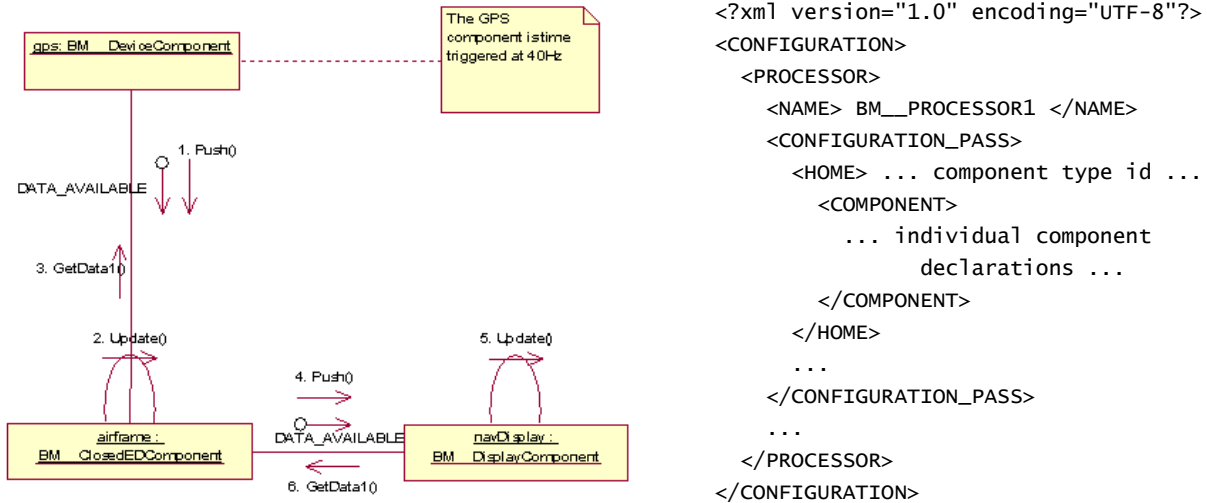 The GPS
component istime
triggered at 40Hz
gps: BM__DeviceComponent
1. Push()
DATA_AVAILABLE
3. GetData1()
2. Update()
5. Update()
4. Push()
DATA_AVAILABLE
airframe :
BM__ClosedEDComponent
navDisplay :
BM__DisplayComponent
6. GetData1()
<?xml version="1.0" encoding="UTF-8"?>
<CONFIGURATION>
<PROCESSOR>
<NAME> BM__PROCESSOR1 </NAME>
<CONFIGURATION_PASS>
<HOME> ... component type id ...
<COMPONENT>
... individual component
declarations ...
</COMPONENT>
</HOME>
...
</CONFIGURATION_PASS>
...
</PROCESSOR>
</CONFIGURATION>